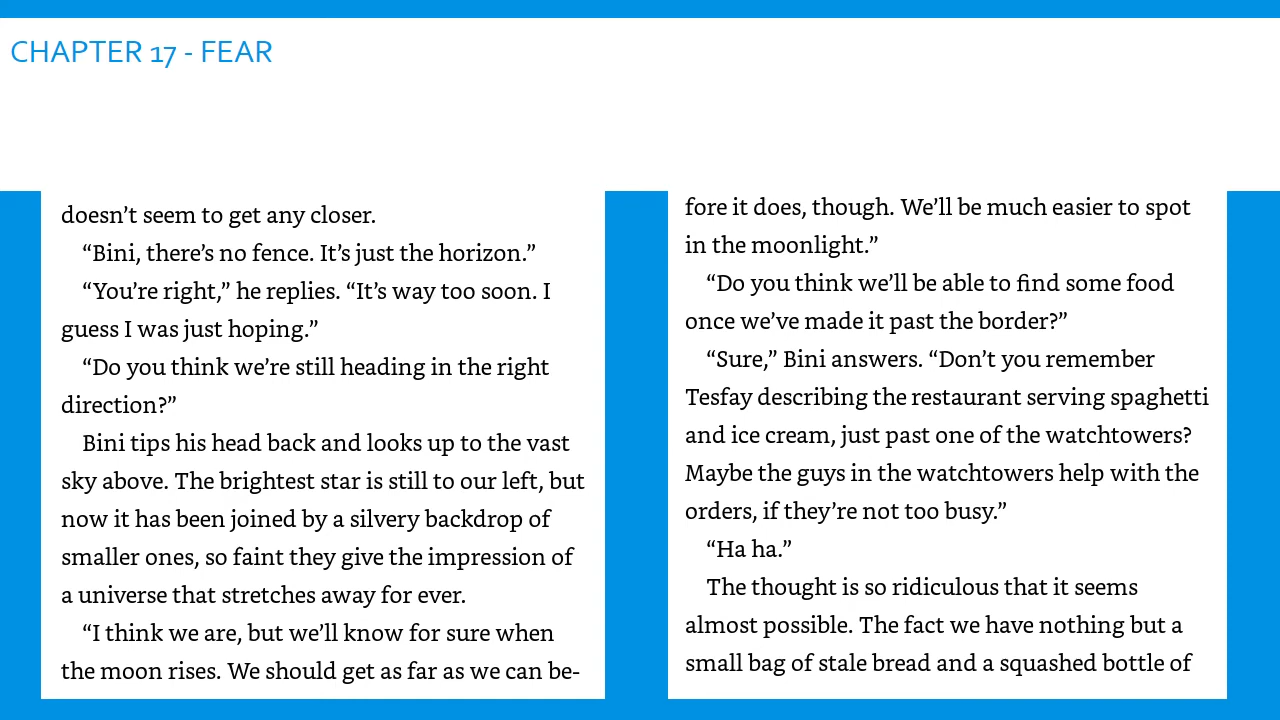 CHAPTER 17 - FEAR
doesn’t seem to get any closer.
“Bini, there’s no fence. It’s just the horizon.”
“You’re right,” he replies. “It’s way too soon. I
guess I was just hoping.”
“Do you think we’re still heading in the right
direction?”
Bini tips his head back and looks up to the vast
sky above. The brightest star is still to our left, but
now it has been joined by a silvery backdrop of
smaller ones, so faint they give the impression of
a universe that stretches away for ever.
“I think we are, but we’ll know for sure when
the moon rises. We should get as far as we can be-
fore it does, though. We’ll be much easier to spot
in the moonlight.”
“Do you think we’ll be able to find some food
once we’ve made it past the border?”
“Sure,” Bini answers. “Don’t you remember
Tesfay describing the restaurant serving spaghetti
and ice cream, just past one of the watchtowers?
Maybe the guys in the watchtowers help with the
orders, if they’re not too busy.”
“Ha ha.”
The thought is so ridiculous that it seems
almost possible. The fact we have nothing but a
small bag of stale bread and a squashed bottle of